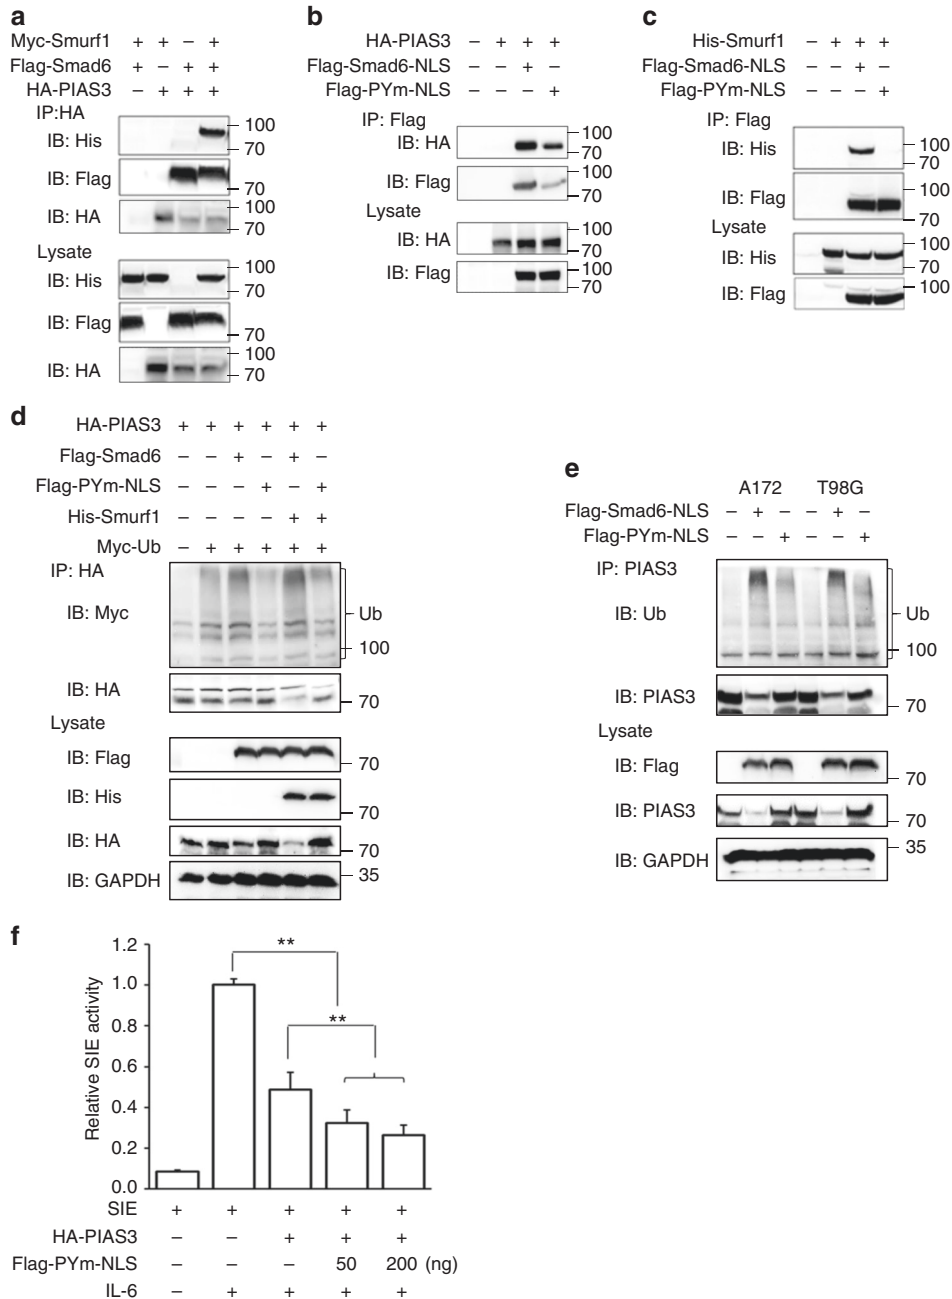 a
Myc-Smurf1 + + – +
Flag-Smad6 + – + +
HA-PIAS3 – + + +
IP:HA
IB: His 100 70
IB: Flag 70
IB: HA 100 70
Lysate
IB: His 100 70
IB: Flag 70
IB: HA 100 70
b
HA-PIAS3 – + + +
Flag-Smad6-NLS – – + –
Flag-PYm-NLS – – – +
IP: Flag
IB: HA 100 70
IB: Flag 100 70
Lysate
IB: HA 100 70
IB: Flag 100 70
c
His-Smurf1 – + + +
Flag-Smad6-NLS – – + –
Flag-PYm-NLS – – – +
IP: Flag
IB: His 100 70
IB: Flag 100 70
Lysate
IB: His 100 70
IB: Flag 100
d
HA-PIAS3 + + + + + +
Flag-Smad6 – – + – + –
Flag-PYm-NLS – – – + – +
His-Smurf1 – – – – + +
Myc-Ub – + + + + +
IP: HA
IB: Myc Ub 100
IB: HA 70
Lysate
IB: Flag 70
IB: His 70
IB: HA 70
IB: GAPDH 35
e
A172 T98G
Flag-Smad6-NLS – + – – + –
Flag-PYm-NLS – – + – – +
IP: PIAS3
IB: Ub Ub 100
IB: PIAS3 70
Lysate
IB: Flag 70
IB: PIAS3 70
IB: GAPDH 35
f
Relative SIE activity
1.2
1.0
0.8
0.6
0.4
0.2
0.0
**
**
SIE + + + + +
HA-PIAS3 – – + + +
Flag-PYm-NLS – – – 50 200 (ng)
IL-6 – + + + +